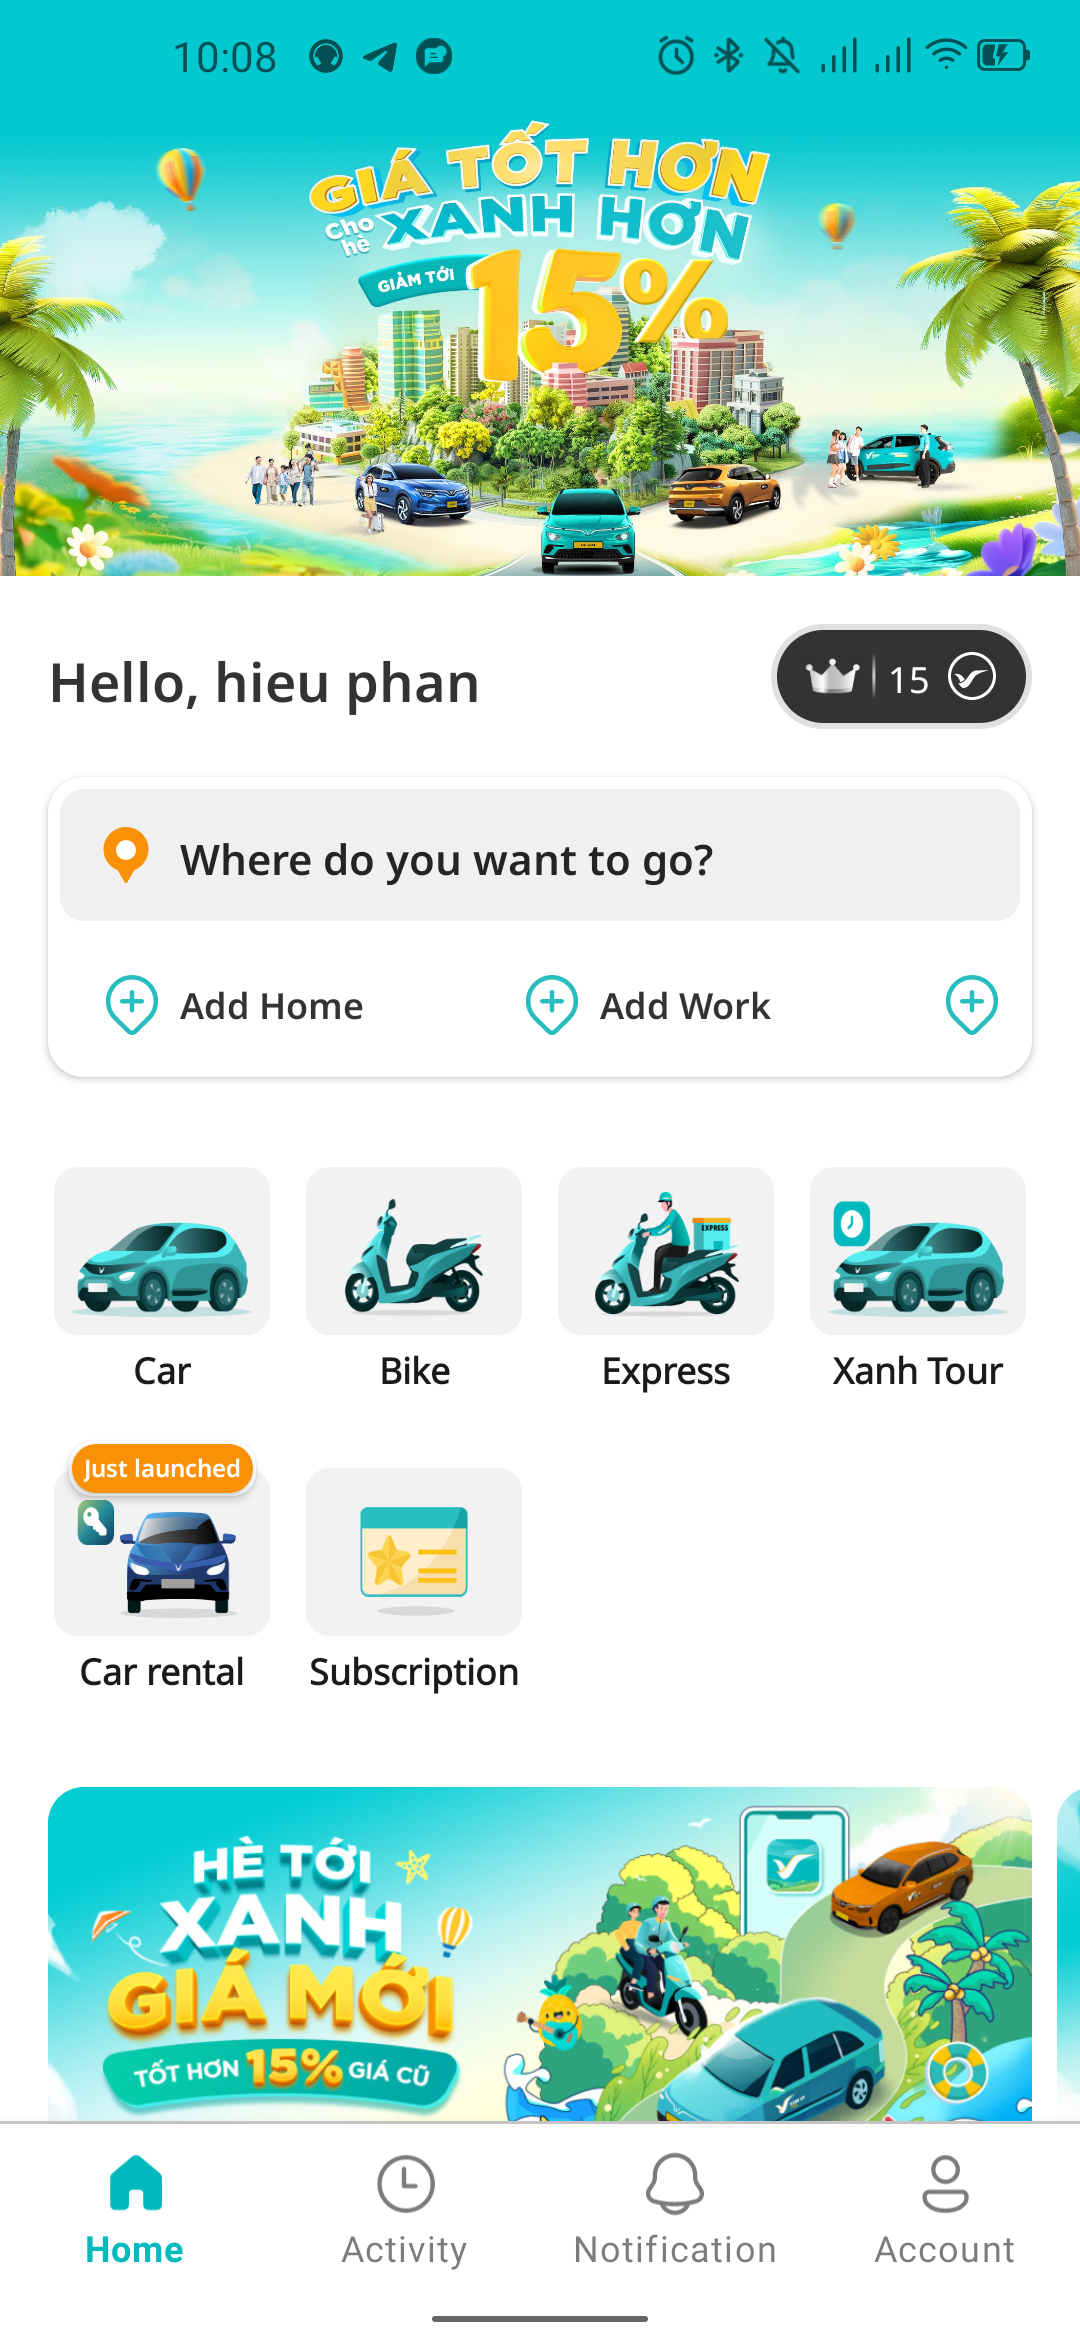 10:08
GIÁ TỐT HƠN
Cho hè XANH HƠN
GIẢM TỚI 15%
Hello, hieu phan
15
Where do you want to go?
Add Home
Add Work
EXPRESS
Car
Bike
Express
Xanh Tour
Just launched
Car rental
Subscription
HÈ TỚI
XANH
GIÁ MỚI
TỐT HƠN 15% GIÁ CŨ
Home
Activity
Notification
Account